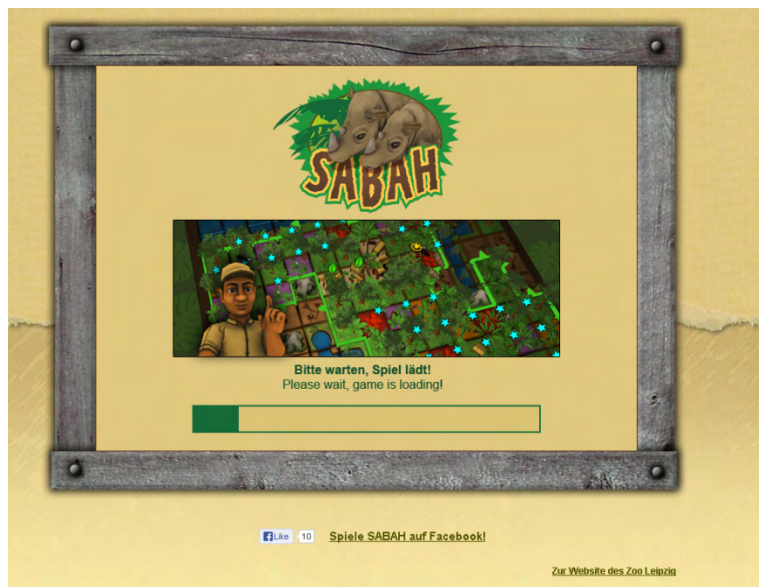 SABAH
Bitte warten, Spiel lädt!
Please wait, game is loading!
Like 10 Spiele SABAH auf Facebook!
Zur Website des Zoo Leipzig